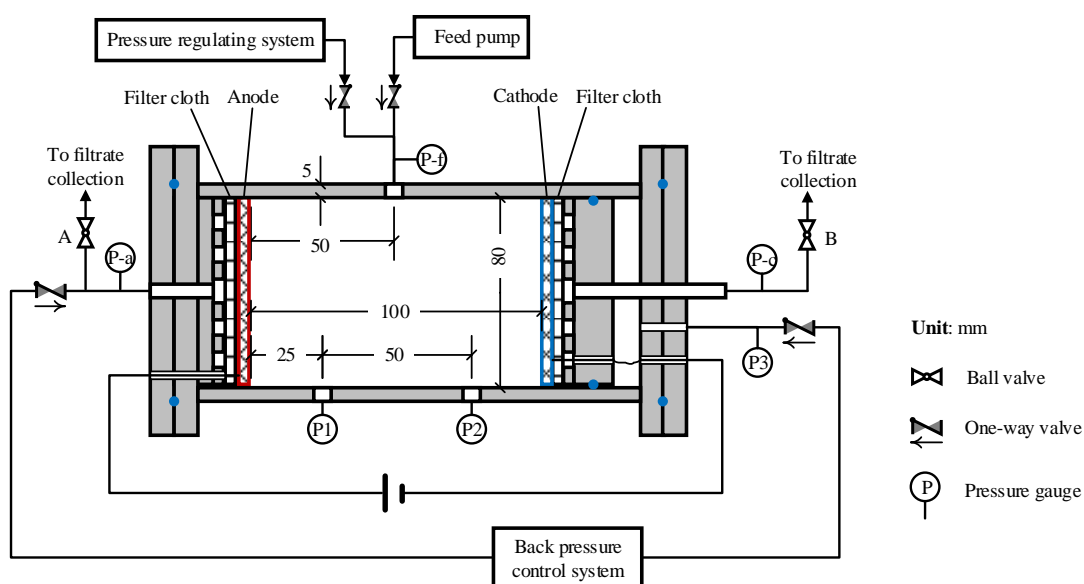 Pressure regulating system
Feed pump
Filter cloth
Anode
Cathode
Filter cloth
To filtrate
collection
P-f
To filtrate
collection
5
A
B
50
80
P-a
P-c
100
25
50
Unit: mm
P3
Ball valve
P1
P2
One-way valve
P
Pressure gauge
Back pressure
control system